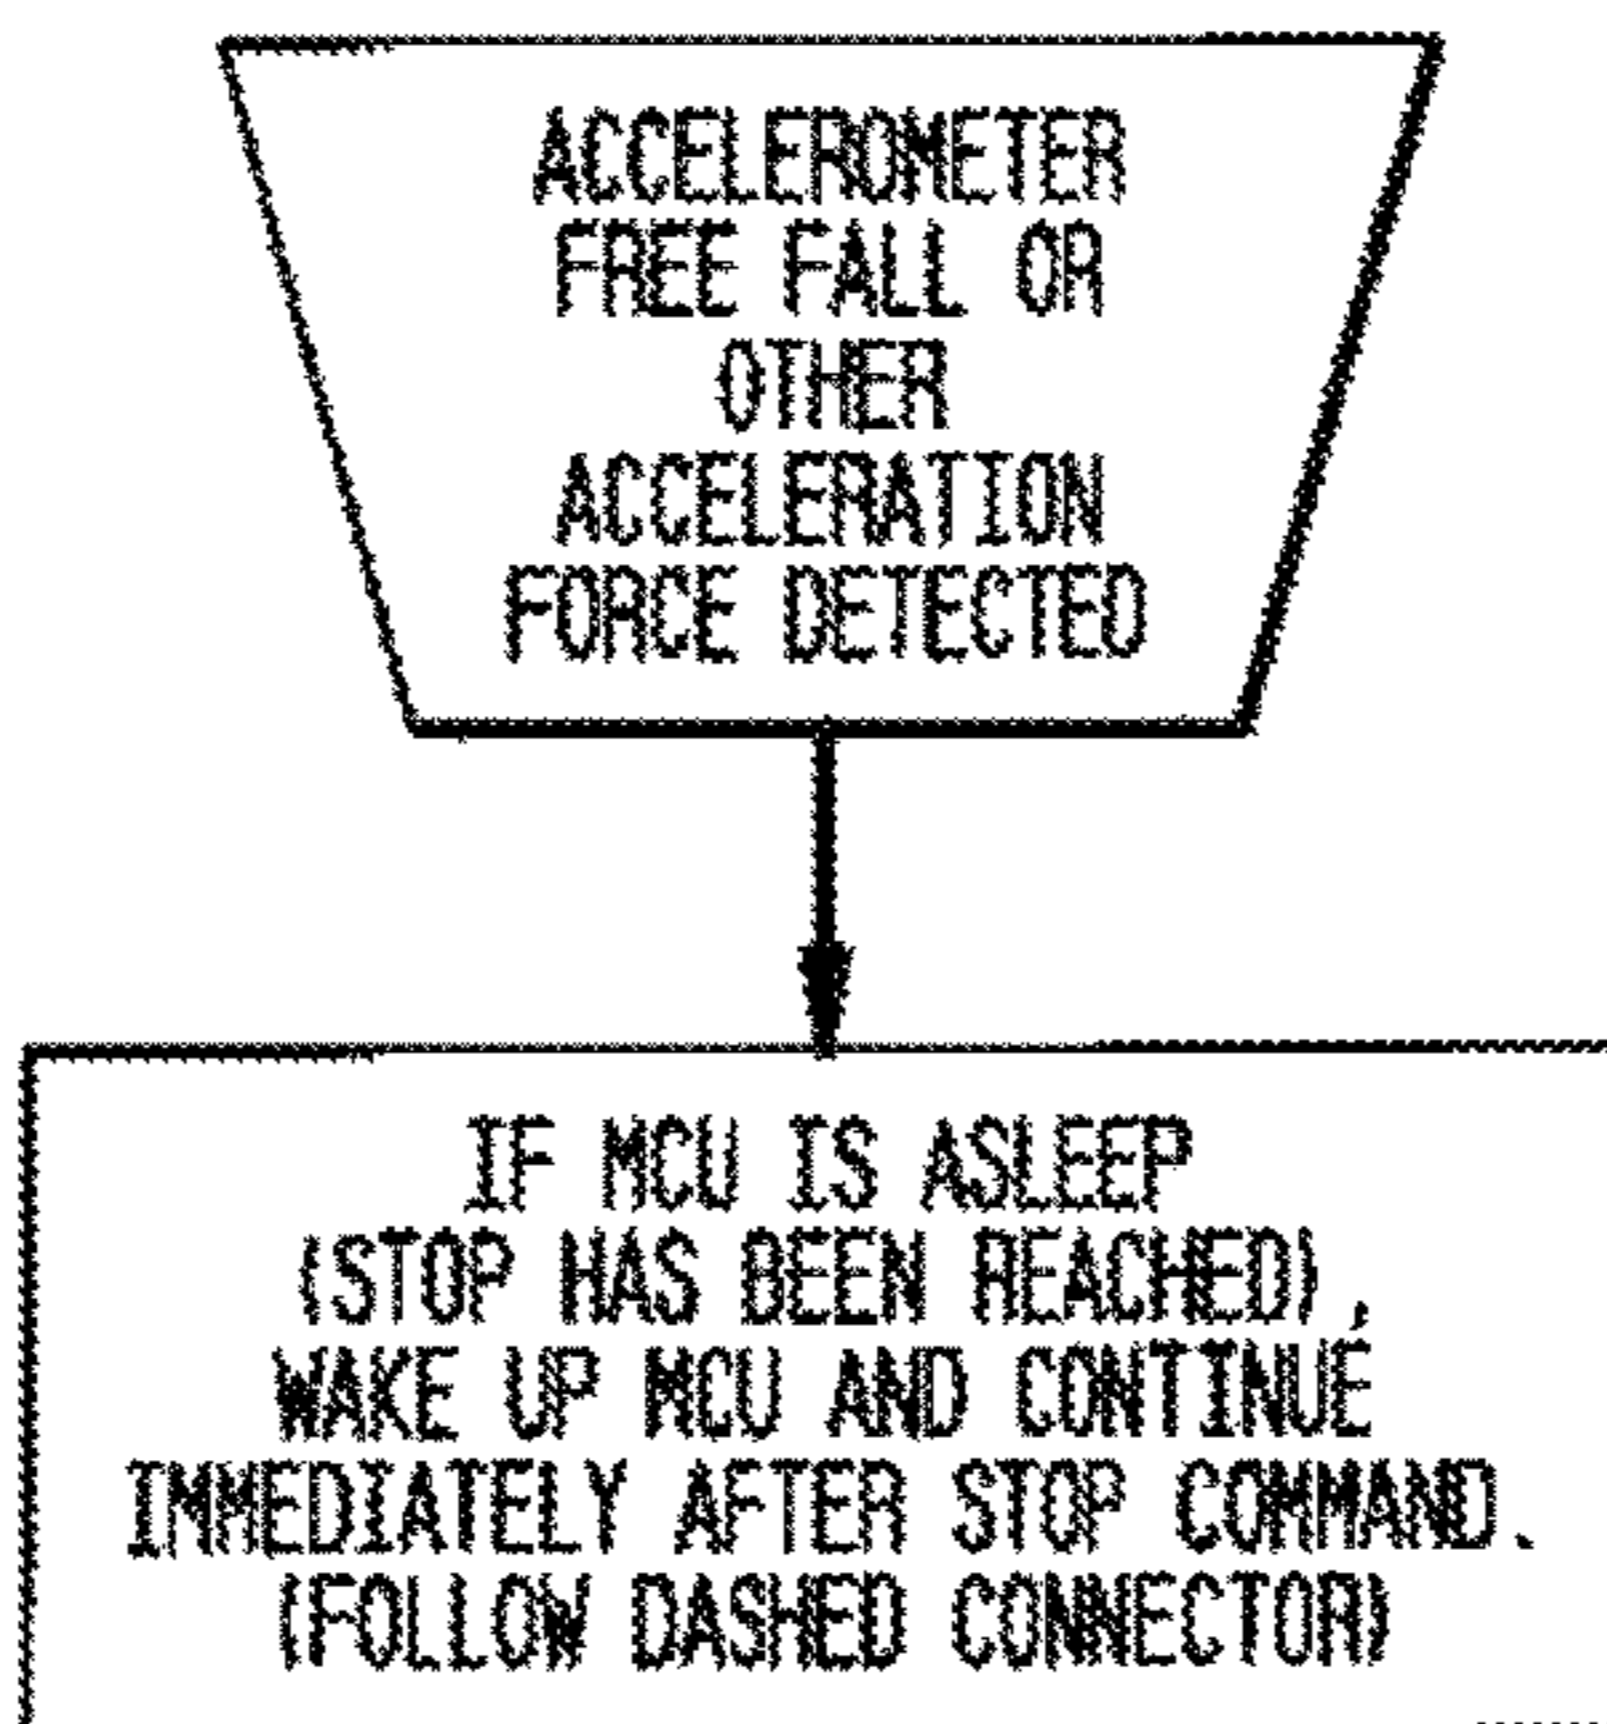 ACCELEROMETER
FREE FALL OR
OTHER
ACCELERATION
FORCE DETECTED
IF MCU IS ASLEEP
(STOP HAS BEEN REACHED),
WAKE UP MCU AND CONTINUE
IMMEDIATELY AFTER STOP COMMAND.
(FOLLOW DASHED CONNECTOR)